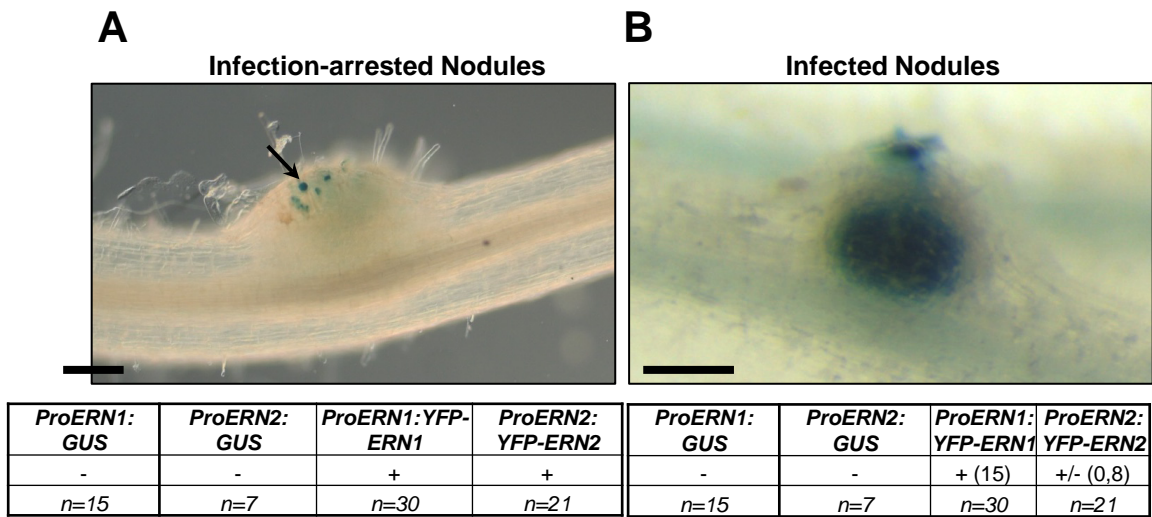 A
B
Infection-arrested Nodules
Infected Nodules
ProERN1:
GUS
ProERN2:
GUS
ProERN1:YFP-
ERN1
ProERN2:
YFP-ERN2
-
-
+
+
n=15
n=7
n=30
n=21
ProERN1:
GUS
ProERN2:
GUS
ProERN1:
YFP-ERN1
ProERN2:
YFP-ERN2
-
-
+ (15)
+/- (0,8)
n=15
n=7
n=30
n=21